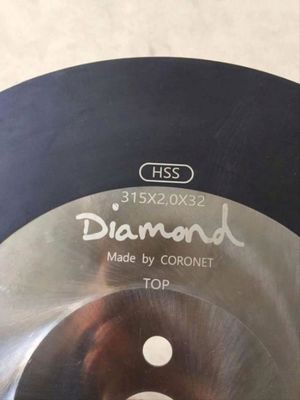 HSS
315X2,0X32
Diamond
Made by CORONET
TOP